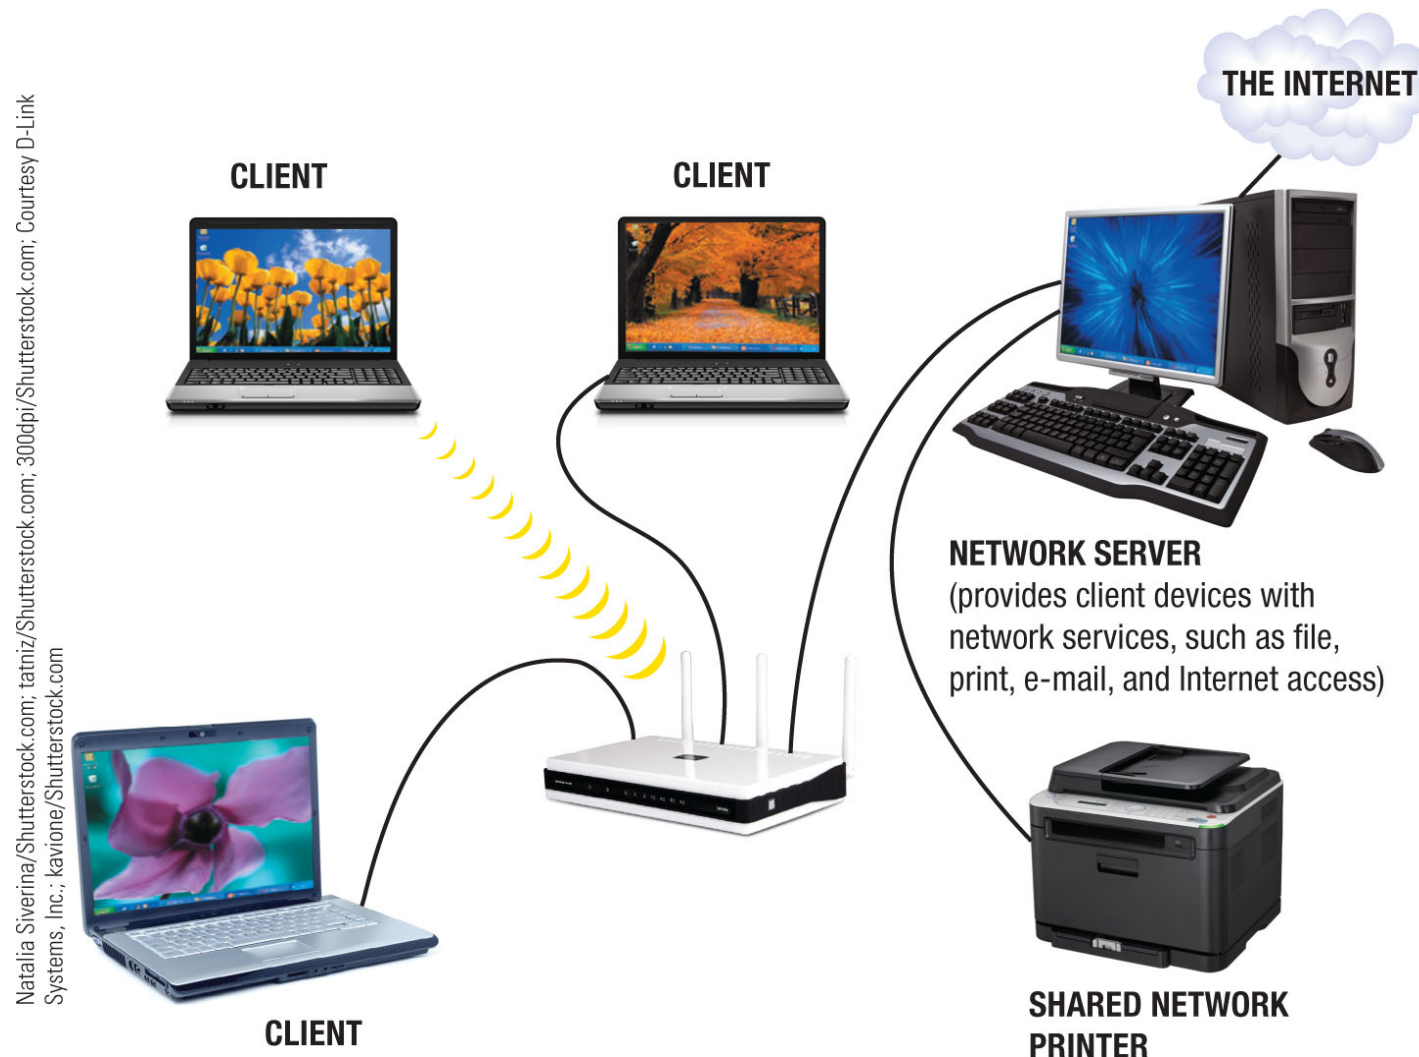 Natalia Siverina/Shutterstock.com; tatniz/Shutterstock.com; 300dpi/Shutterstock.com; Courtesy D-Link
Systems, Inc.; kavione/Shutterstock.com
THE INTERNET
CLIENT
CLIENT
NETWORK SERVER
(provides client devices with
network services, such as file,
print, e-mail, and Internet access)
CLIENT
SHARED NETWORK
PRINTER